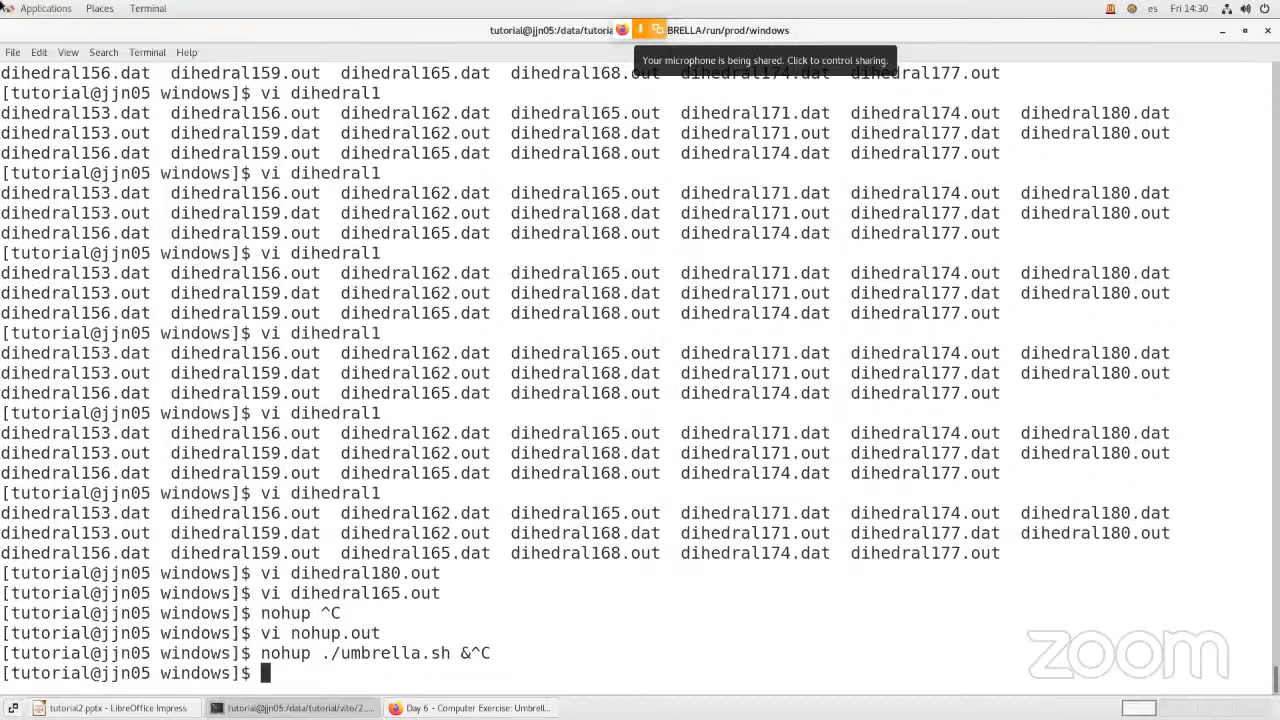 Applications Places Terminal es Fri 14:30
tutorial@jjn05:/data/tutoria BRELLA/run/prod/windows
File Edit View Search Terminal Help
Your microphone is being shared. Click to control sharing.
dihedral156.dat dihedral159.out dihedral165.dat dihedral168.out dihedral174.dat dihedral177.out
[tutorial@jjn05 windows]$ vi dihedral1
dihedral153.dat dihedral156.out dihedral162.dat dihedral165.out dihedral171.dat dihedral174.out dihedral180.dat
dihedral153.out dihedral159.dat dihedral162.out dihedral168.dat dihedral171.out dihedral177.dat dihedral180.out
dihedral156.dat dihedral159.out dihedral165.dat dihedral168.out dihedral174.dat dihedral177.out
[tutorial@jjn05 windows]$ vi dihedral1
dihedral153.dat dihedral156.out dihedral162.dat dihedral165.out dihedral171.dat dihedral174.out dihedral180.dat
dihedral153.out dihedral159.dat dihedral162.out dihedral168.dat dihedral171.out dihedral177.dat dihedral180.out
dihedral156.dat dihedral159.out dihedral165.dat dihedral168.out dihedral174.dat dihedral177.out
[tutorial@jjn05 windows]$ vi dihedral1
dihedral153.dat dihedral156.out dihedral162.dat dihedral165.out dihedral171.dat dihedral174.out dihedral180.dat
dihedral153.out dihedral159.dat dihedral162.out dihedral168.dat dihedral171.out dihedral177.dat dihedral180.out
dihedral156.dat dihedral159.out dihedral165.dat dihedral168.out dihedral174.dat dihedral177.out
[tutorial@jjn05 windows]$ vi dihedral1
dihedral153.dat dihedral156.out dihedral162.dat dihedral165.out dihedral171.dat dihedral174.out dihedral180.dat
dihedral153.out dihedral159.dat dihedral162.out dihedral168.dat dihedral171.out dihedral177.dat dihedral180.out
dihedral156.dat dihedral159.out dihedral165.dat dihedral168.out dihedral174.dat dihedral177.out
[tutorial@jjn05 windows]$ vi dihedral1
dihedral153.dat dihedral156.out dihedral162.dat dihedral165.out dihedral171.dat dihedral174.out dihedral180.dat
dihedral153.out dihedral159.dat dihedral162.out dihedral168.dat dihedral171.out dihedral177.dat dihedral180.out
dihedral156.dat dihedral159.out dihedral165.dat dihedral168.out dihedral174.dat dihedral177.out
[tutorial@jjn05 windows]$ vi dihedral1
dihedral153.dat dihedral156.out dihedral162.dat dihedral165.out dihedral171.dat dihedral174.out dihedral180.dat
dihedral153.out dihedral159.dat dihedral162.out dihedral168.dat dihedral171.out dihedral177.dat dihedral180.out
dihedral156.dat dihedral159.out dihedral165.dat dihedral168.out dihedral174.dat dihedral177.out
[tutorial@jjn05 windows]$ vi dihedral180.out
[tutorial@jjn05 windows]$ vi dihedral165.out
[tutorial@jjn05 windows]$ nohup ^C
[tutorial@jjn05 windows]$ vi nohup.out
[tutorial@jjn05 windows]$ nohup ./umbrella.sh &^C
[tutorial@jjn05 windows]$
zoom
tutorial2.pptx - LibreOffice Impress tutorial@jjn05:/data/tutorial/vito/2... Day 6 - Computer Exercise: Umbrell...